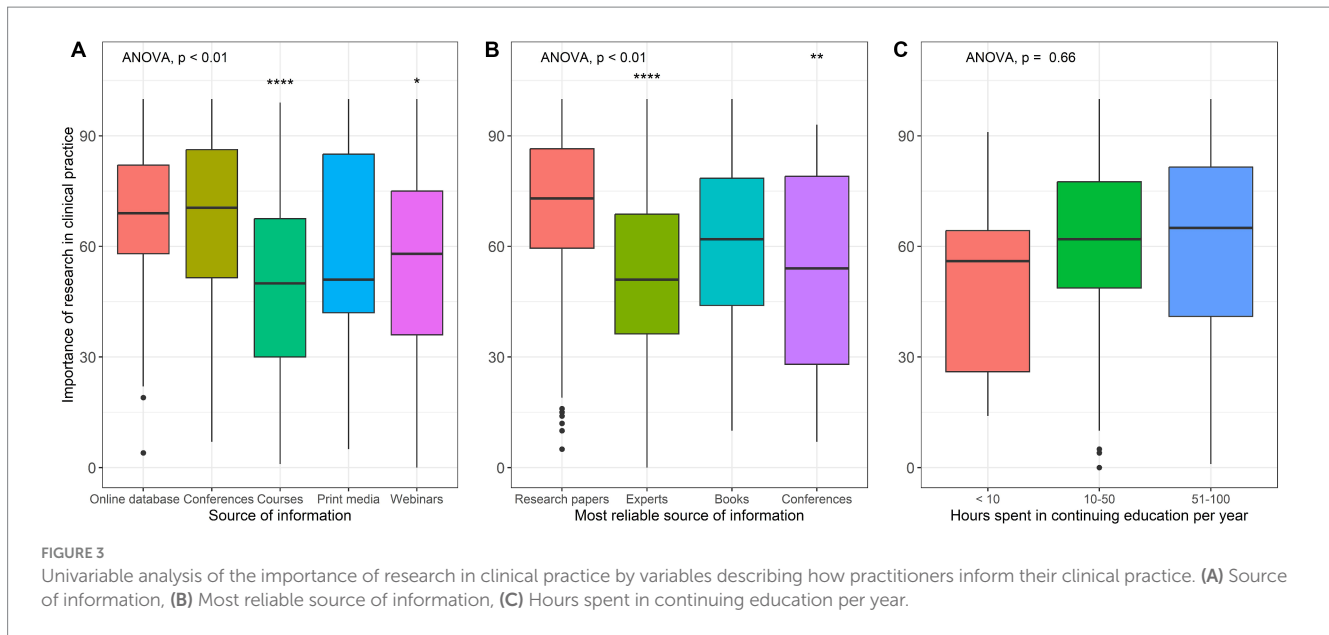 A
ANOVA, p < 0.01
****
*
Importance of research in clinical practice
90
60
30
0
Online database Conferences Courses Print media Webinars
Source of information
B
ANOVA, p < 0.01
****
**
90
60
30
0
Research papers Experts Books Conferences
Most reliable source of information
C
ANOVA, p = 0.66
90
60
30
0
< 10 10-50 51-100
Hours spent in continuing education per year
FIGURE 3
Univariable analysis of the importance of research in clinical practice by variables describing how practitioners inform their clinical practice. (A) Source
of information, (B) Most reliable source of information, (C) Hours spent in continuing education per year.